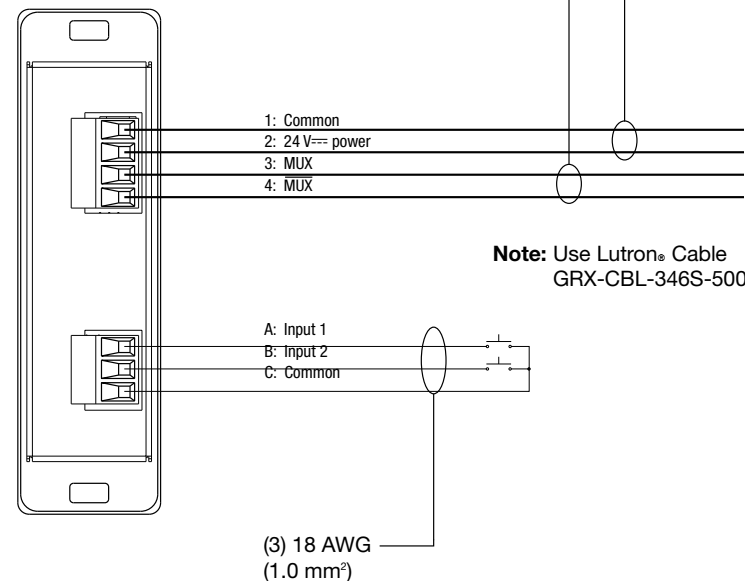 1: Common
2: 24 V⎓ power
3: MUX
4: M̅U̅X̅
Note: Use Lutron® Cable
GRX-CBL-346S-500
A: Input 1
B: Input 2
C: Common
(3) 18 AWG
(1.0 mm²)